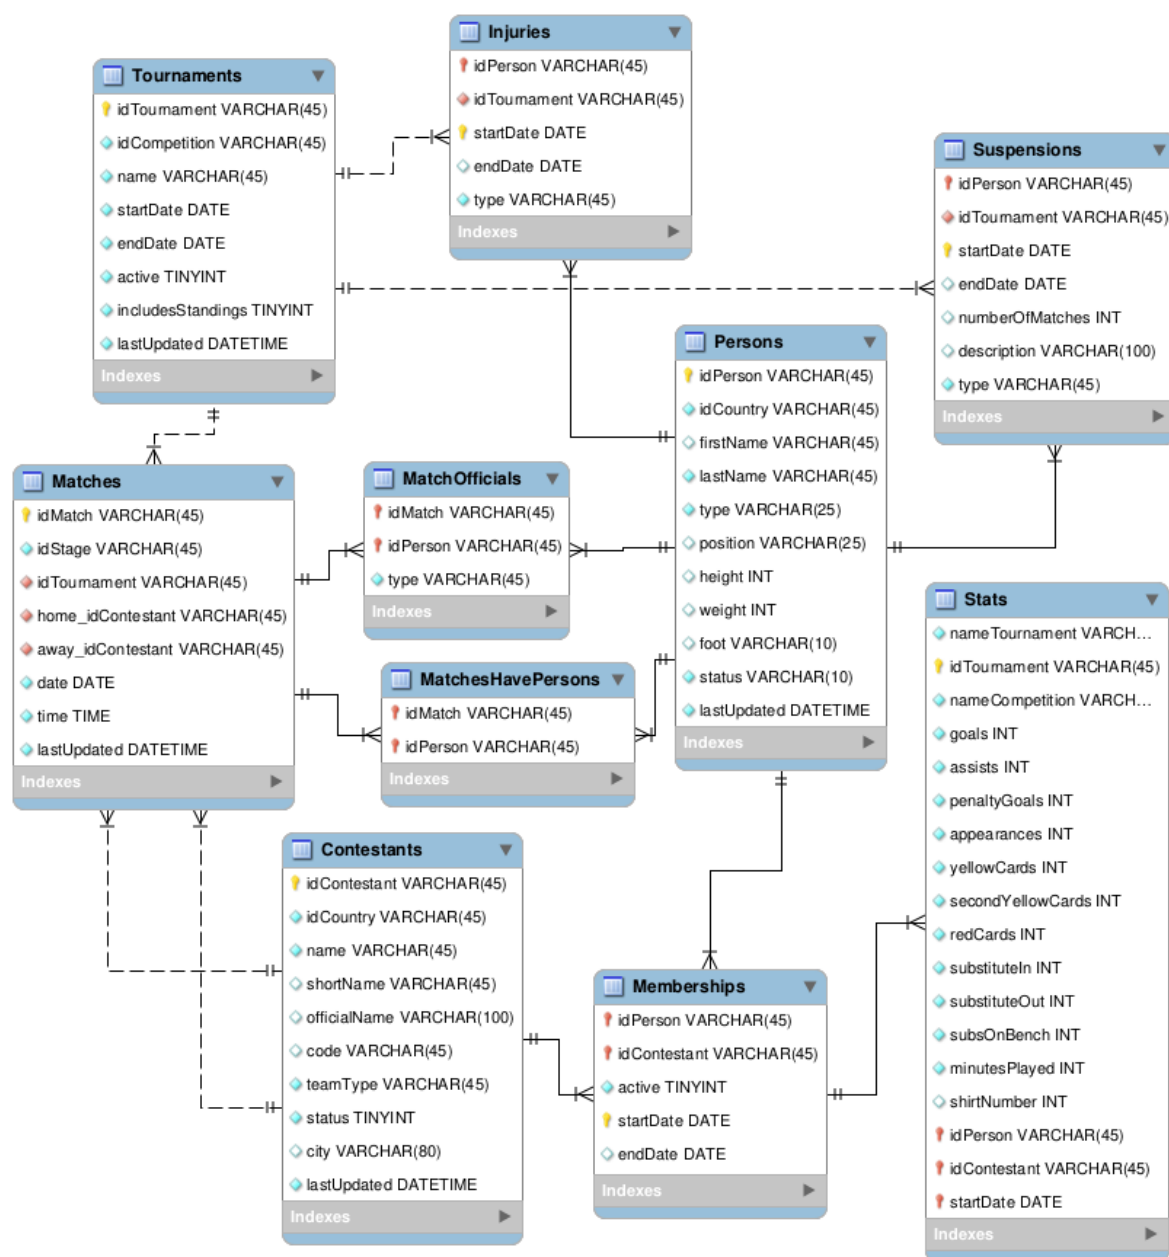 Tournaments
idTournament VARCHAR(45)
idCompetition VARCHAR(45)
name VARCHAR(45)
startDate DATE
endDate DATE
active TINYINT
includesStandings TINYINT
lastUpdated DATETIME
Indexes
Injuries
idPerson VARCHAR(45)
idTournament VARCHAR(45)
startDate DATE
endDate DATE
type VARCHAR(45)
Indexes
Suspensions
idPerson VARCHAR(45)
idTournament VARCHAR(45)
startDate DATE
endDate DATE
numberOfMatches INT
description VARCHAR(100)
type VARCHAR(45)
Indexes
Persons
idPerson VARCHAR(45)
idCountry VARCHAR(45)
firstName VARCHAR(45)
lastName VARCHAR(45)
type VARCHAR(25)
position VARCHAR(25)
height INT
weight INT
foot VARCHAR(10)
status VARCHAR(10)
lastUpdated DATETIME
Indexes
Matches
idMatch VARCHAR(45)
idStage VARCHAR(45)
idTournament VARCHAR(45)
home_idContestant VARCHAR(45)
away_idContestant VARCHAR(45)
date DATE
time TIME
lastUpdated DATETIME
Indexes
MatchOfficials
idMatch VARCHAR(45)
idPerson VARCHAR(45)
type VARCHAR(45)
Indexes
MatchesHavePersons
idMatch VARCHAR(45)
idPerson VARCHAR(45)
Indexes
Stats
nameTournament VARCH...
idTournament VARCHAR(45)
nameCompetition VARCH...
goals INT
assists INT
penaltyGoals INT
appearances INT
yellowCards INT
secondYellowCards INT
redCards INT
substituteIn INT
substituteOut INT
subsOnBench INT
minutesPlayed INT
shirtNumber INT
idPerson VARCHAR(45)
idContestant VARCHAR(45)
startDate DATE
Indexes
Contestants
idContestant VARCHAR(45)
idCountry VARCHAR(45)
name VARCHAR(45)
shortName VARCHAR(45)
officialName VARCHAR(100)
code VARCHAR(45)
teamType VARCHAR(45)
status TINYINT
city VARCHAR(80)
lastUpdated DATETIME
Indexes
Memberships
idPerson VARCHAR(45)
idContestant VARCHAR(45)
active TINYINT
startDate DATE
endDate DATE
Indexes